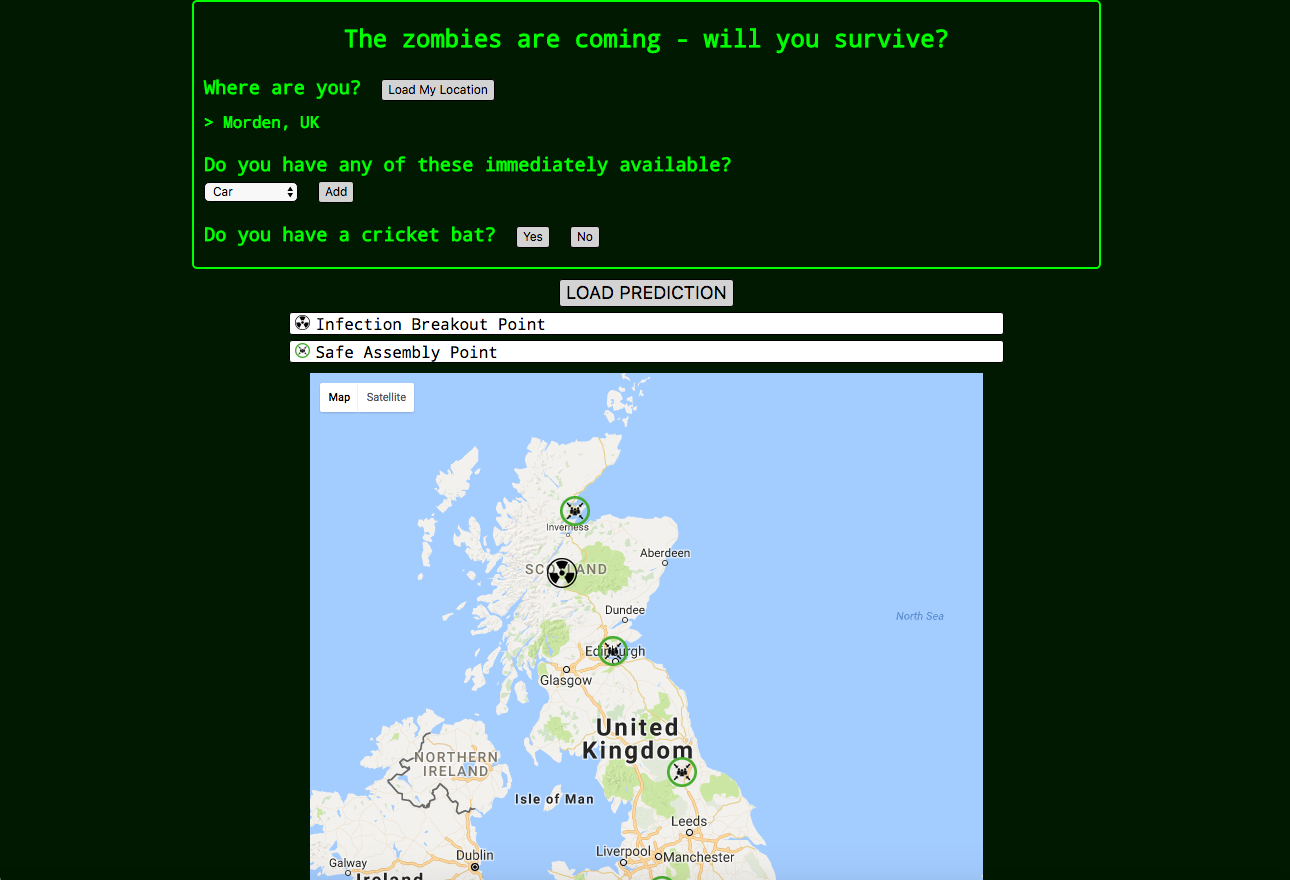 The zombies are coming - will you survive?
Where are you? Load My Location
> Morden, UK
Do you have any of these immediately available?
Car Add
Do you have a cricket bat? Yes No
LOAD PREDICTION
Infection Breakout Point
Safe Assembly Point
Map Satellite
Inverness
Aberdeen
SCOTLAND
Dundee
North Sea
Edinburgh
Glasgow
United
Kingdom
NORTHERN
IRELAND
Isle of Man
Leeds
Liverpool
Manchester
Dublin
Galway
Ireland